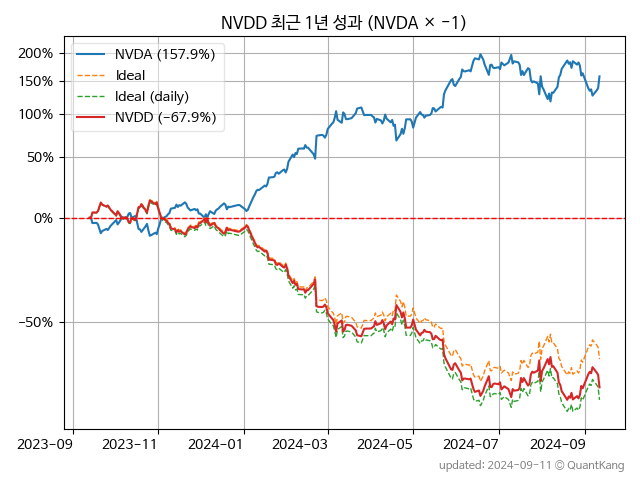 NVDD 최근 1년 성과 (NVDA × −1)
200%
150%
100%
50%
0%
−50%
NVDA (157.9%)
Ideal
Ideal (daily)
NVDD (−67.9%)
2023−09
2023−11
2024−01
2024−03
2024−05
2024−07
2024−09
updated: 2024−09−11 © QuantKang